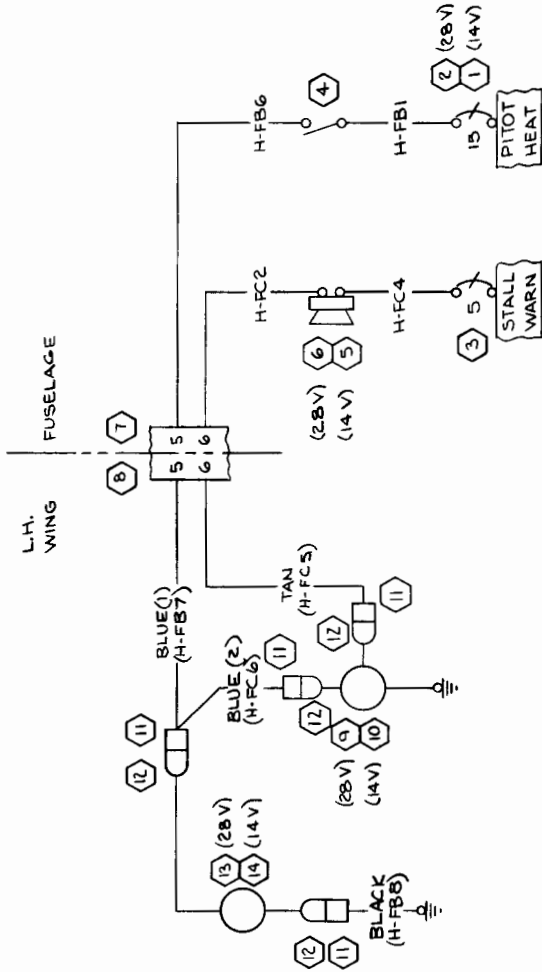 L.H.
WING
FUSELAGE
8
7
5 5
6 6
BLUE(1)
(H-FB7)
H-FB6
4
H-FB1
2 (28V)
1 (14V)
15
PITOT
HEAT
H-FC2
(28V) 6
(14V) 5
H-FC4
3
5
STALL
WARN
TAN
(H-FC5)
12
11
BLUE (2)
(H-FC6)
11
12
9 (28V)
10 (14V)
12
11
13 (28V)
14 (14V)
12
11
BLACK
(H-FB8)